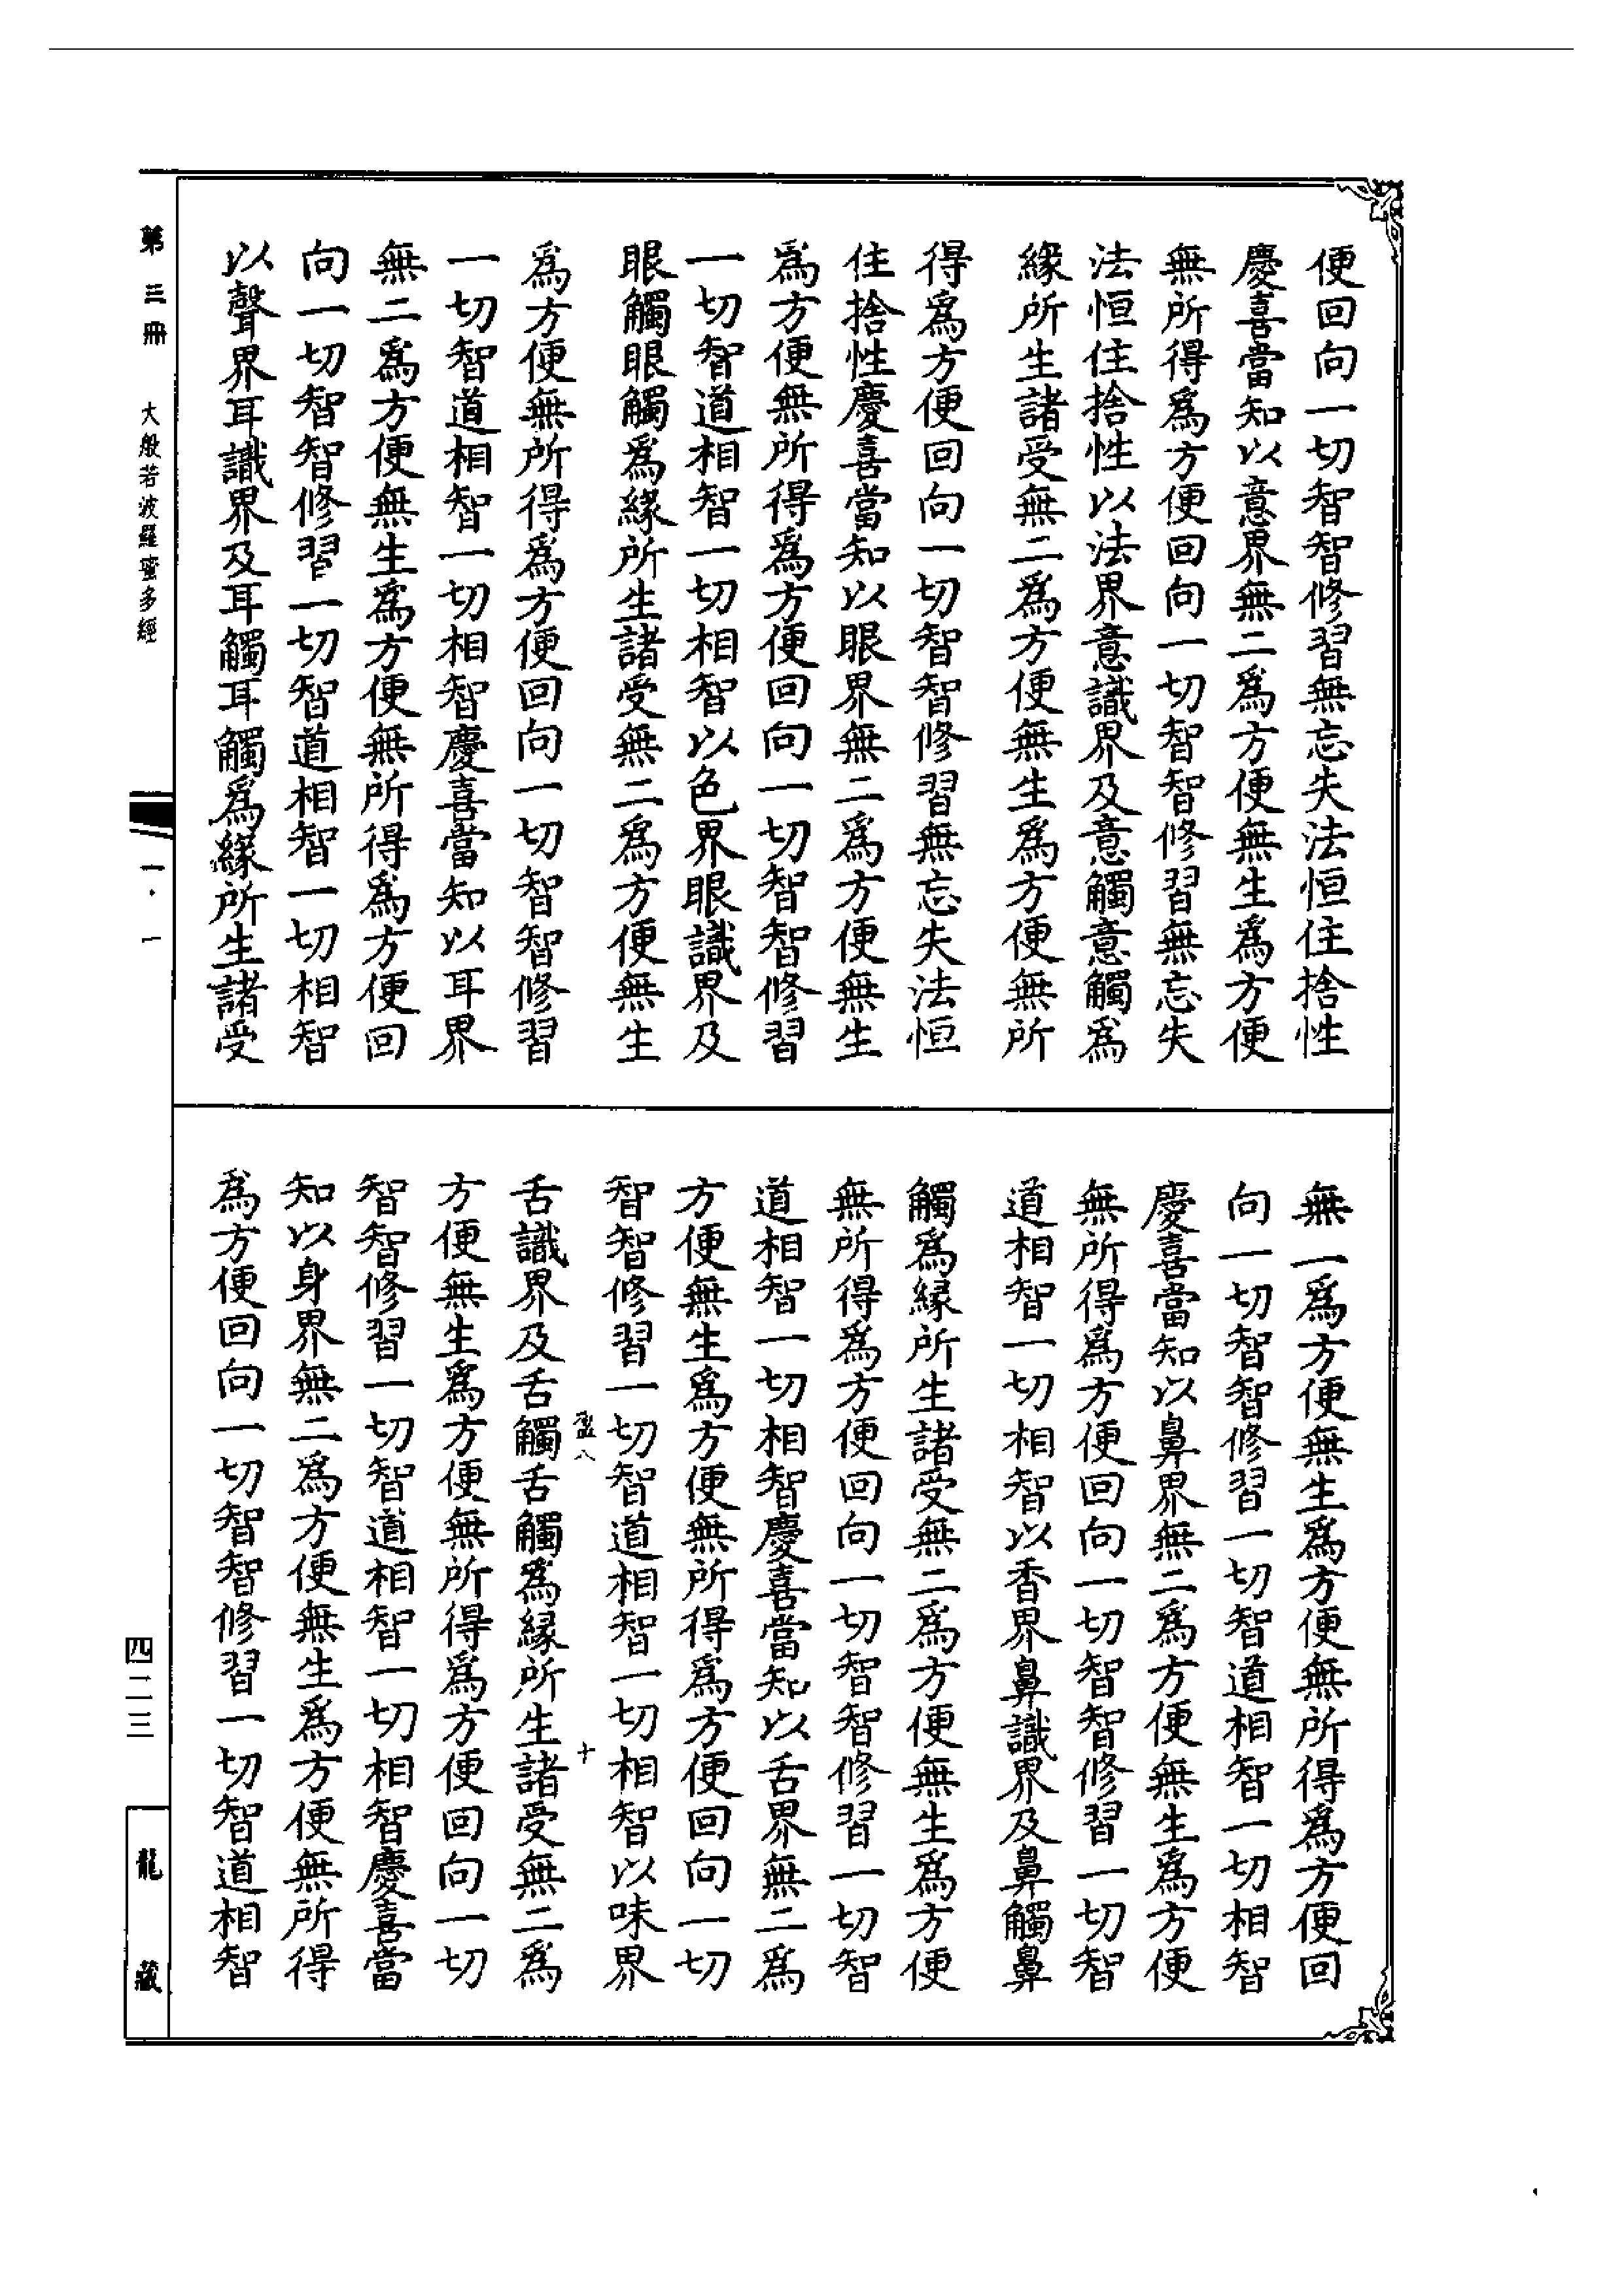 便回向一切智智修習無忘失法恒住捨性
慶喜當知以意界無二爲方便無生爲方便
無所得爲方便回向一切智智修習無忘失
法恒住捨性以法界意識界及意觸意觸爲
緣所生諸受無二爲方便無生爲方便無所
得爲方便回向一切智智修習無忘失法恒
住捨性慶喜當知以眼界無二爲方便無生
爲方便無所得爲方便回向一切智智修習
一切智道相智一切相智以色界眼識界及
眼觸眼觸爲緣所生諸受無二爲方便無生
爲方便無所得爲方便回向一切智智修習
一切智道相智一切相智慶喜當知以耳界
無二爲方便無生爲方便無所得爲方便回
向一切智智修習一切智道相智一切相智
以聲界耳識界及耳觸耳觸爲緣所生諸受
無一爲方便無生爲方便無所得爲方便回
向一切智智修習一切智道相智一切相智
慶喜當知以鼻界無二爲方便無生爲方便
無所得爲方便回向一切智智修習一切智
道相智一切相智以香界鼻識界及鼻觸鼻
觸爲緣所生諸受無二爲方便無生爲方便
無所得爲方便回向一切智智修習一切智
道相智一切相智慶喜當知以舌界無二爲
方便無生爲方便無所得爲方便回向一切
智智修習一切智道相智一切相智以味界
盈八 十
舌識界及舌觸舌觸爲緣所生諸受無二爲
方便無生爲方便無所得爲方便回向一切
智智修習一切智道相智一切相智慶喜當
知以身界無二爲方便無生爲方便無所得
爲方便回向一切智智修習一切智道相智
第三冊 大般若波羅蜜多經 一·一
四二三
龍藏